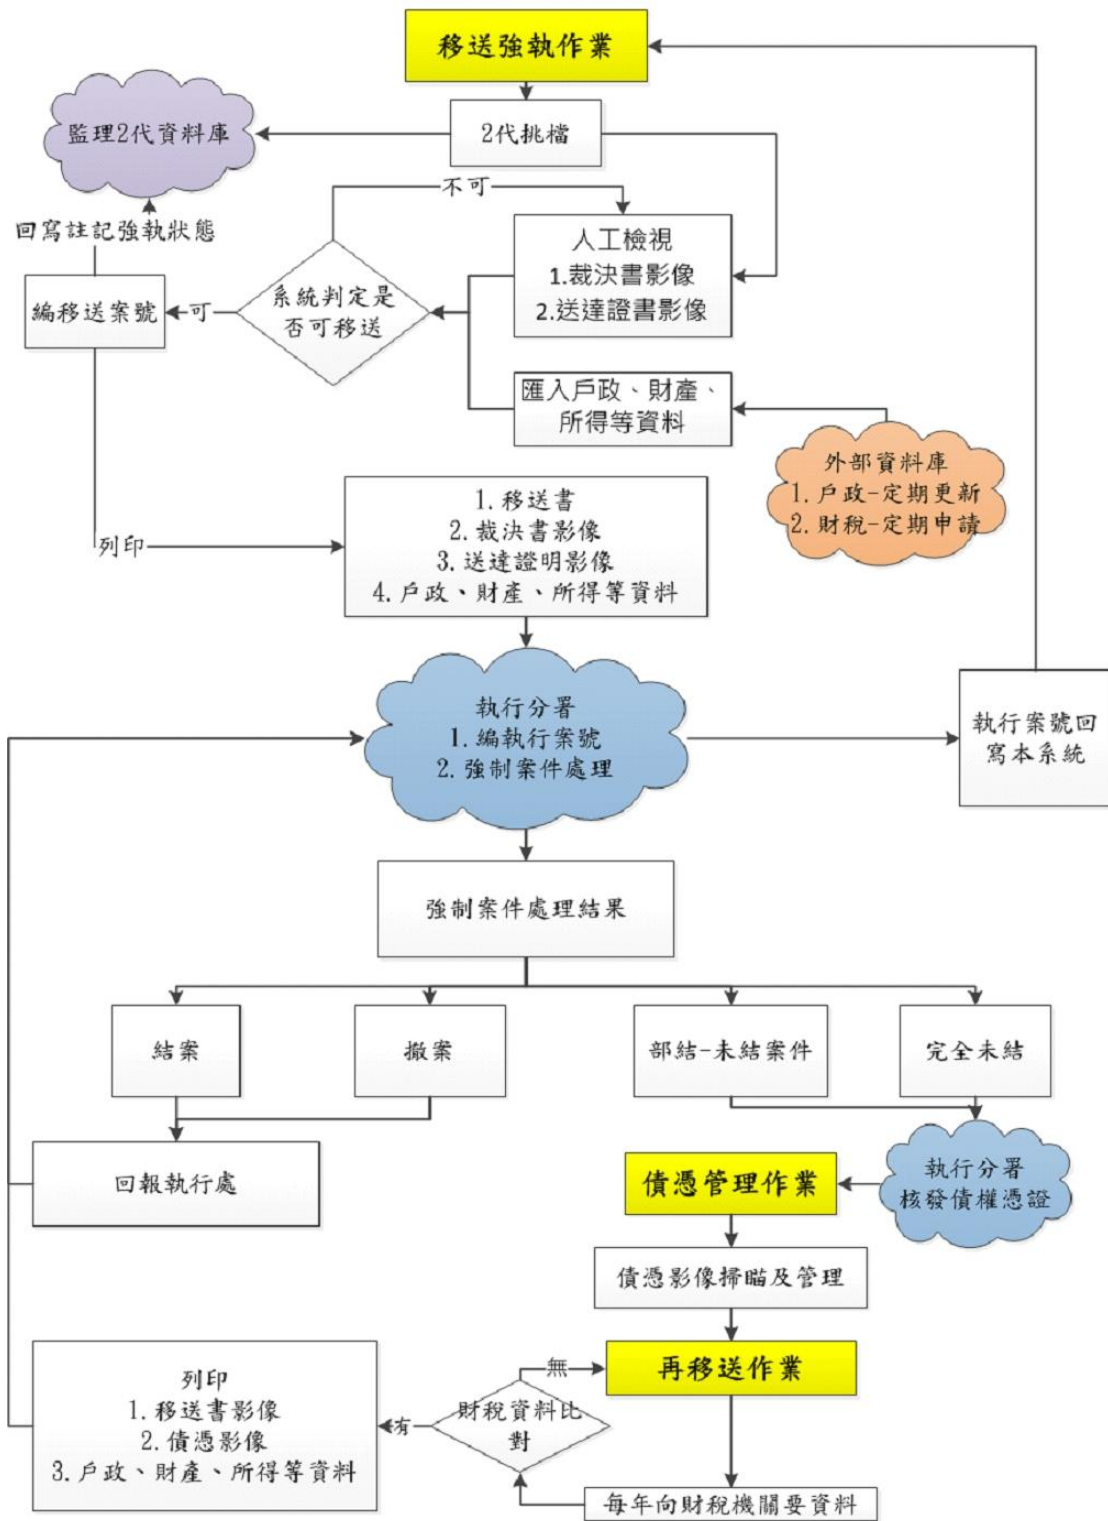 移送強執作業
2代挑檔
監理2代資料庫
不可
回寫註記強執狀態
人工檢視
1.裁決書影像
2.送達證書影像
系統判定是
否可移送
可
編移送案號
匯入戶政、財產、
所得等資料
外部資料庫
1. 戶政-定期更新
2. 財稅-定期申請
列印
1. 移送書
2. 裁決書影像
3. 送達證明影像
4. 戶政、財產、所得等資料
執行分署
1. 編執行案號
2. 強制案件處理
執行案號回
寫本系統
強制案件處理結果
結案
撤案
部結-未結案件
完全未結
回報執行處
債憑管理作業
執行分署
核發債權憑證
債憑影像掃瞄及管理
再移送作業
無
財稅資料比
對
有
列印
1. 移送書影像
2. 債憑影像
3. 戶政、財產、所得等資料
每年向財稅機關要資料